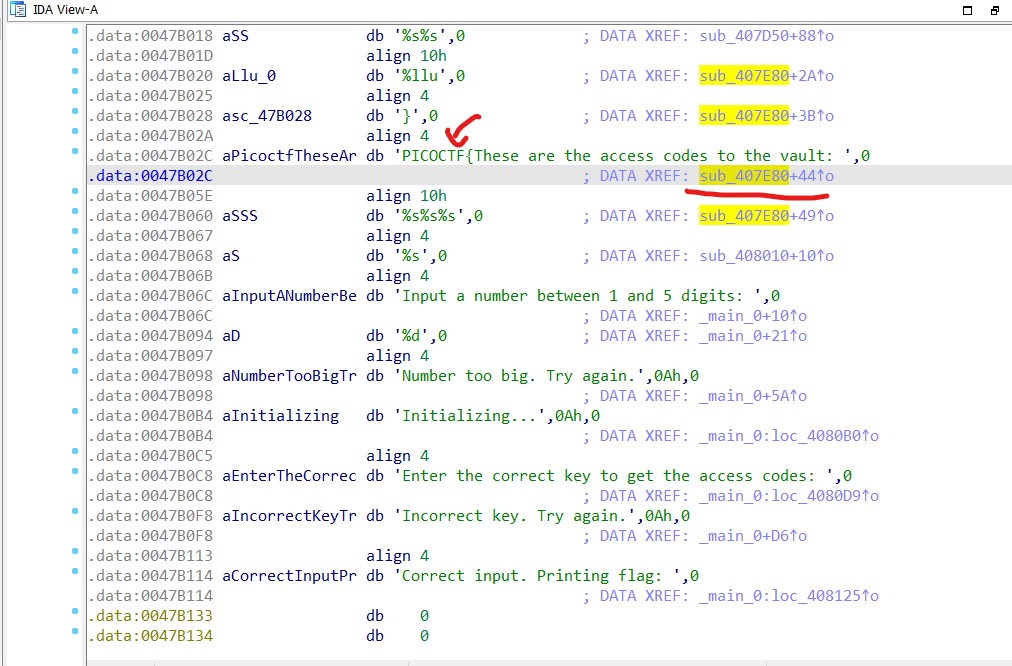 IDA View-A
.data:0047B018 aSS db '%s%s',0 ; DATA XREF: sub_407D50+88↑o
.data:0047B01D align 10h
.data:0047B020 aLlu_0 db '%llu',0 ; DATA XREF: sub_407E80+2A↑o
.data:0047B025 align 4
.data:0047B028 asc_47B028 db '}',0 ; DATA XREF: sub_407E80+3B↑o
.data:0047B02A align 4
.data:0047B02C aPicoctfTheseAr db 'PICOCTF{These are the access codes to the vault: ',0
.data:0047B02C ; DATA XREF: sub_407E80+44↑o
.data:0047B05E align 10h
.data:0047B060 aSSS db '%s%s%s',0 ; DATA XREF: sub_407E80+49↑o
.data:0047B067 align 4
.data:0047B068 aS db '%s',0 ; DATA XREF: sub_408010+10↑o
.data:0047B06B align 4
.data:0047B06C aInputANumberBe db 'Input a number between 1 and 5 digits: ',0
.data:0047B06C ; DATA XREF: _main_0+10↑o
.data:0047B094 aD db '%d',0 ; DATA XREF: _main_0+21↑o
.data:0047B097 align 4
.data:0047B098 aNumberTooBigTr db 'Number too big. Try again.',0Ah,0
.data:0047B098 ; DATA XREF: _main_0+5A↑o
.data:0047B0B4 aInitializing db 'Initializing...',0Ah,0
.data:0047B0B4 ; DATA XREF: _main_0:loc_4080B0↑o
.data:0047B0C5 align 4
.data:0047B0C8 aEnterTheCorrec db 'Enter the correct key to get the access codes: ',0
.data:0047B0C8 ; DATA XREF: _main_0:loc_4080D9↑o
.data:0047B0F8 aIncorrectKeyTr db 'Incorrect key. Try again.',0Ah,0
.data:0047B0F8 ; DATA XREF: _main_0+D6↑o
.data:0047B113 align 4
.data:0047B114 aCorrectInputPr db 'Correct input. Printing flag: ',0
.data:0047B114 ; DATA XREF: _main_0:loc_408125↑o
.data:0047B133 db 0
.data:0047B134 db 0